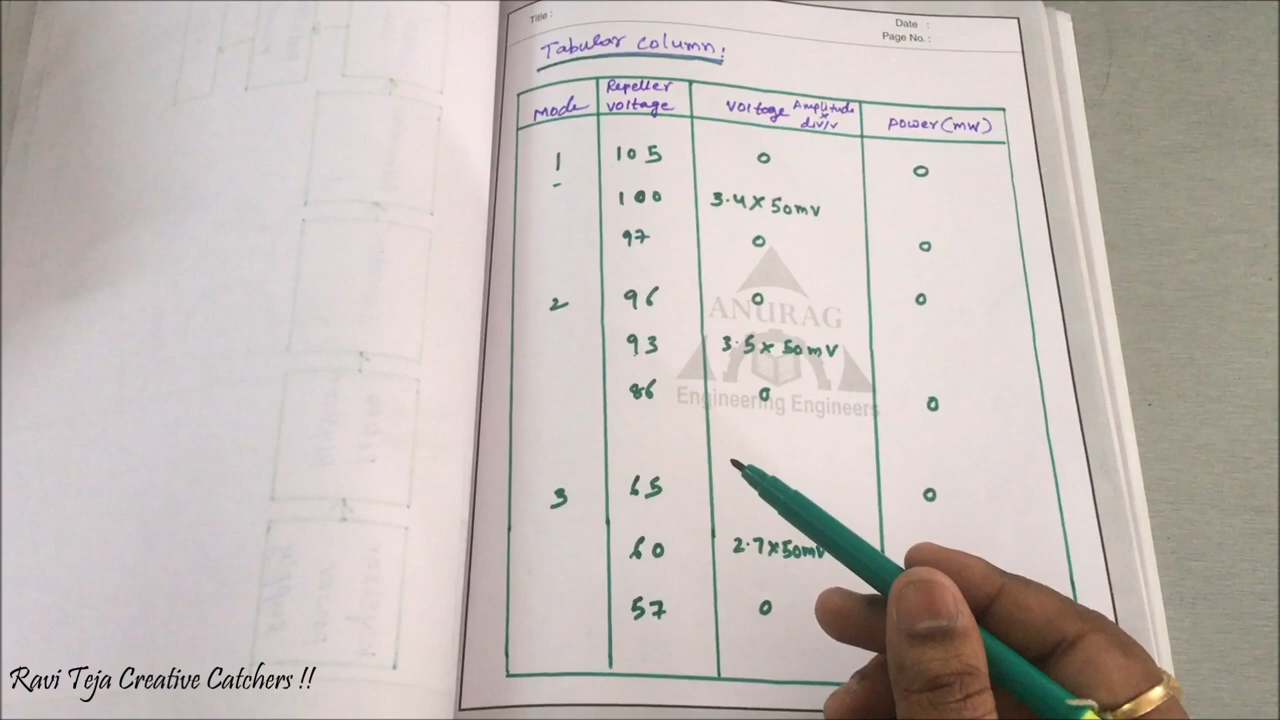 Title :
Date :
Page No. :
Tabular column:
Mode Repeller voltage voltage Amplitude x div/v power(mw)
1 105 0 0
100 3.4 x 50mv
97 0 0
2 96 0 0
ANURAG
93 3.5 x 50mv
86 0 0
Engineering Engineers
3 65 0
60 2.7 x 50mv
57 0
Ravi Teja Creative Catchers !!